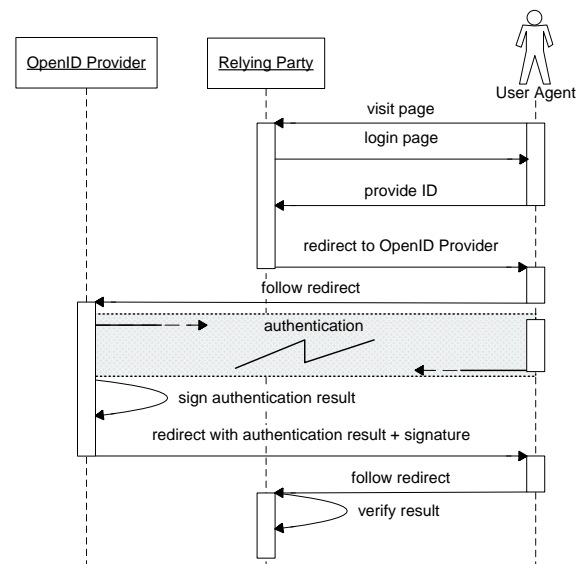 OpenID Provider
Relying Party
User Agent
visit page
login page
provide ID
redirect to OpenID Provider
follow redirect
authentication
sign authentication result
redirect with authentication result + signature
follow redirect
verify result